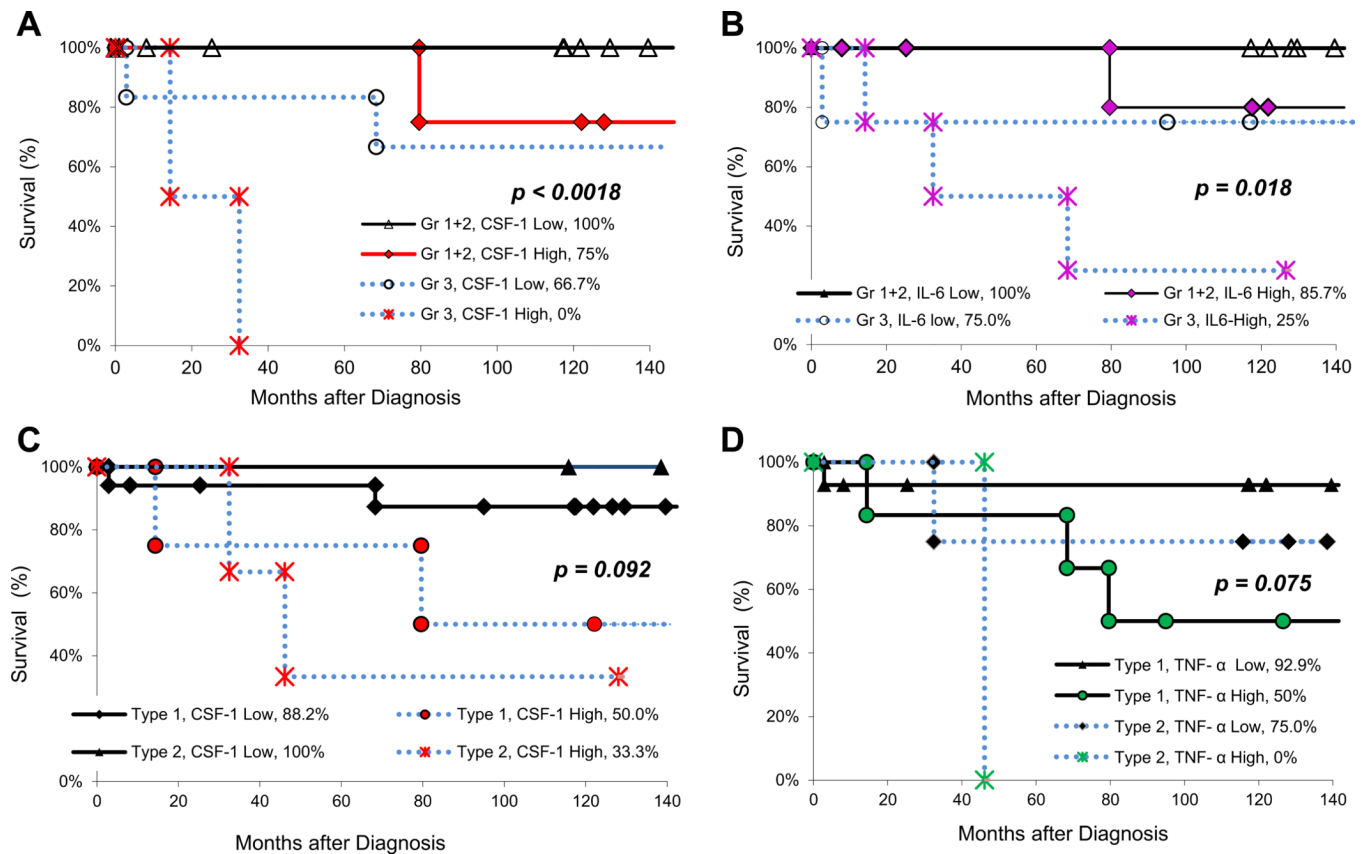 A
Survival (%)
100%
80%
60%
40%
20%
0%
p < 0.0018
Gr 1+2, CSF-1 Low, 100%
Gr 1+2, CSF-1 High, 75%
Gr 3, CSF-1 Low, 66.7%
Gr 3, CSF-1 High, 0%
0 20 40 60 80 100 120 140
Months after Diagnosis
B
Survival (%)
100%
80%
60%
40%
20%
0%
p = 0.018
Gr 1+2, IL-6 Low, 100% Gr 1+2, IL-6 High, 85.7%
Gr 3, IL-6 low, 75.0% Gr 3, IL6-High, 25%
0 20 40 60 80 100 120 140
Months after Diagnosis
C
Survival (%)
100%
80%
60%
40%
0%
p = 0.092
Type 1, CSF-1 Low, 88.2% Type 1, CSF-1 High, 50.0%
Type 2, CSF-1 Low, 100% Type 2, CSF-1 High, 33.3%
0 20 40 60 80 100 120 140
Months after Diagnosis
D
Survival (%)
100%
80%
60%
40%
20%
0%
p = 0.075
Type 1, TNF- α Low, 92.9%
Type 1, TNF- α High, 50%
Type 2, TNF- α Low, 75.0%
Type 2, TNF- α High, 0%
0 20 40 60 80 100 120 140
Months after Diagnosis